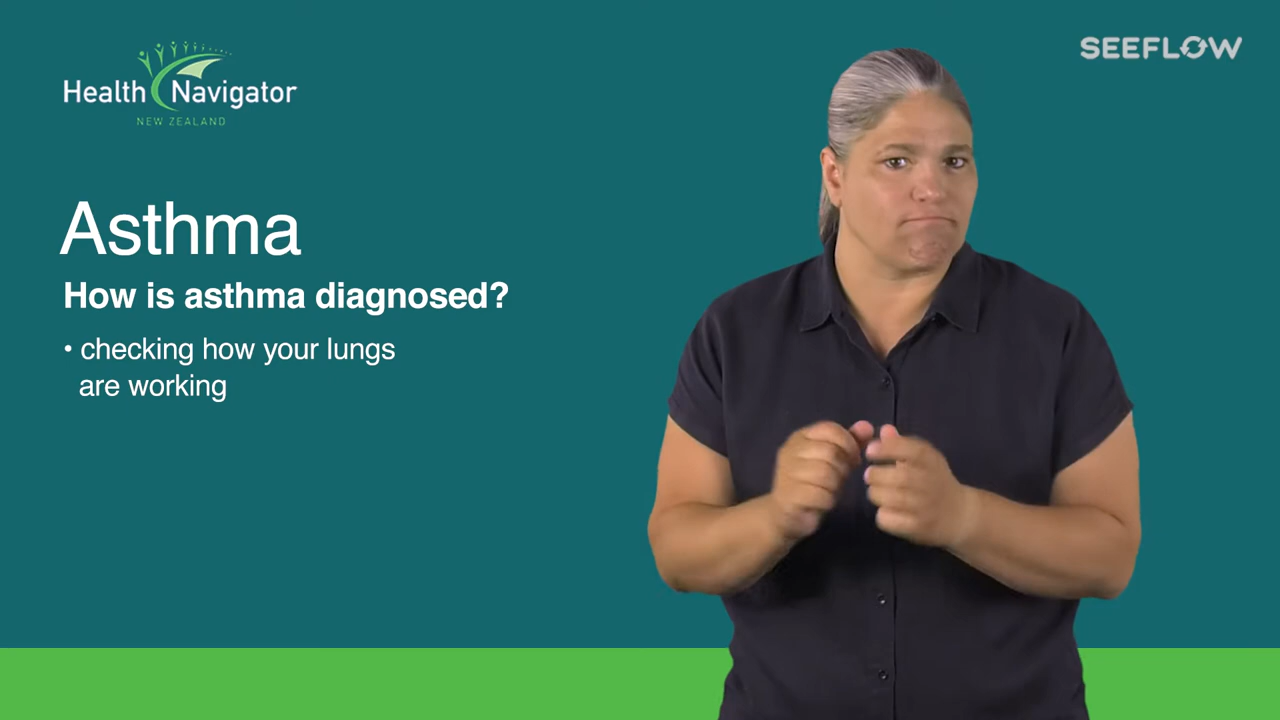 Health Navigator
NEW ZEALAND
SEEFLOW
Asthma
How is asthma diagnosed?
• checking how your lungs
are working